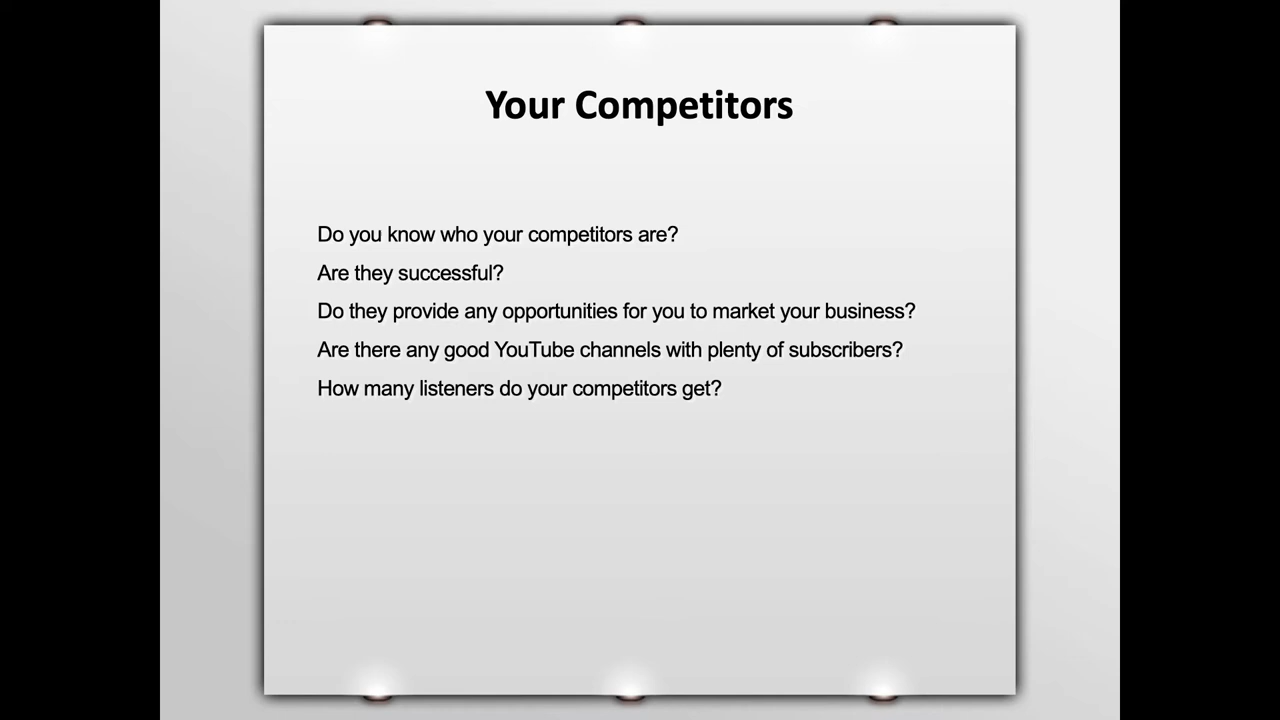 Your Competitors
Do you know who your competitors are?
Are they successful?
Do they provide any opportunities for you to market your business?
Are there any good YouTube channels with plenty of subscribers?
How many listeners do your competitors get?